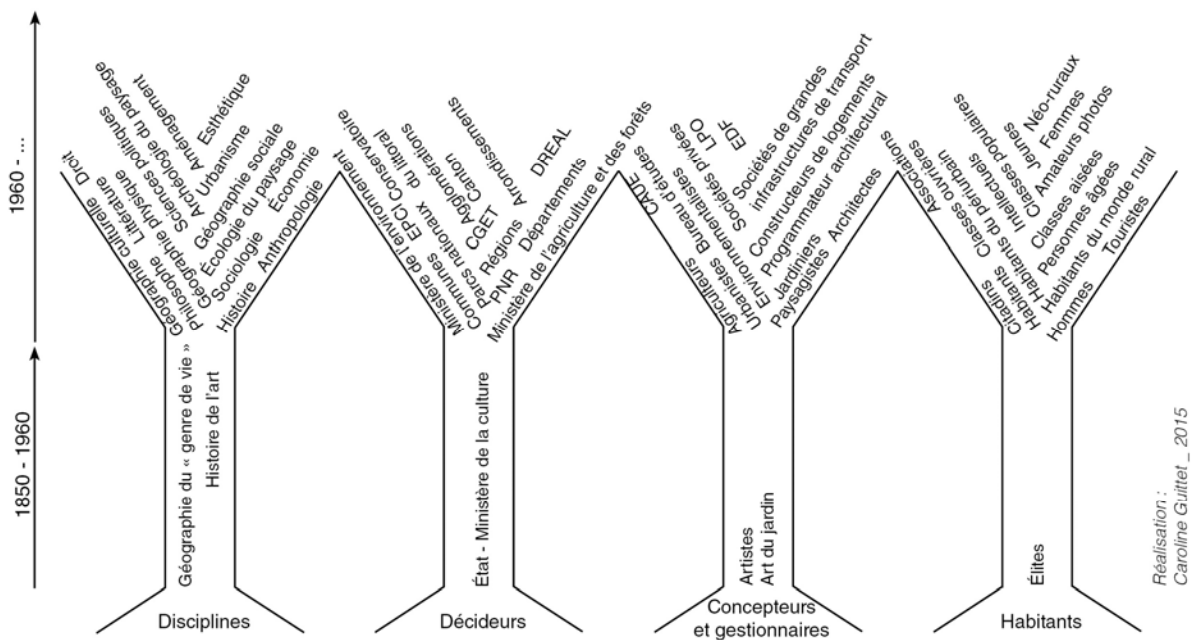 1960 - ...
1850 - 1960
Droit
Géographie culturelle
Littérature
Philosophie
Géographie physique
Sciences politiques
Archéologie du paysage
Aménagement
Esthétique
Urbanisme
Géographie sociale
Écologie du paysage
Sociologie
Économie
Histoire
Anthropologie
Géographie du « genre de vie »
Histoire de l'art
Disciplines
Ministère de l'environnement
EPCI
Conservatoire
du littoral
Communes
Parcs nationaux
Agglomérations
CGET
Canton
Arrondissements
Régions
DREAL
PNR
Départements
Ministère de l'agriculture et des forêts
État - Ministère de la culture
Décideurs
CAUE
Agriculteurs
Bureau d'études
Urbanistes
Environnementalistes
Sociétés privées
LPO
EDF
Sociétés de grandes
infrastructures de transport
Constructeurs de logements
Programmateur architectural
Jardiniers
Paysagistes
Architectes
Artistes
Art du jardin
Concepteurs
et gestionnaires
Associations
Citadins
Classes ouvrières
Habitants du périurbain
Habitants
Intellectuels
Classes populaires
Jeunes
Néo-ruraux
Femmes
Amateurs photos
Classes aisées
Personnes âgées
Habitants du monde rural
Hommes
Touristes
Élites
Habitants
Réalisation :
Caroline Guittet _ 2015